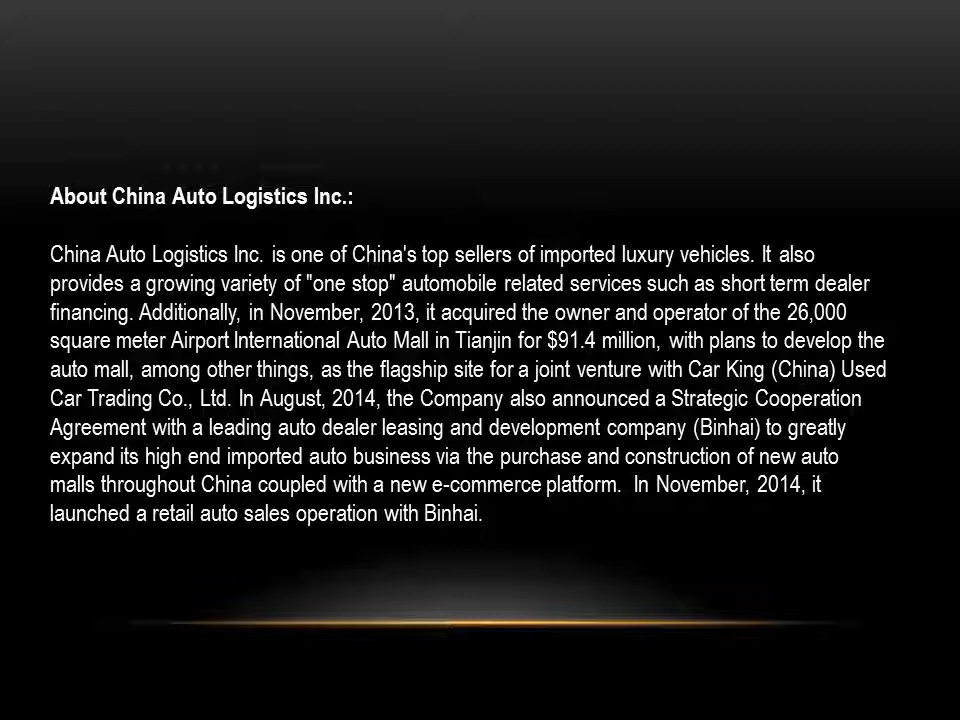 About China Auto Logistics Inc.:
China Auto Logistics Inc. is one of China's top sellers of imported luxury vehicles. It also
provides a growing variety of "one stop" automobile related services such as short term dealer
financing. Additionally, in November, 2013, it acquired the owner and operator of the 26,000
square meter Airport International Auto Mall in Tianjin for $91.4 million, with plans to develop the
auto mall, among other things, as the flagship site for a joint venture with Car King (China) Used
Car Trading Co., Ltd. In August, 2014, the Company also announced a Strategic Cooperation
Agreement with a leading auto dealer leasing and development company (Binhai) to greatly
expand its high end imported auto business via the purchase and construction of new auto
malls throughout China coupled with a new e-commerce platform.  In November, 2014, it
launched a retail auto sales operation with Binhai.